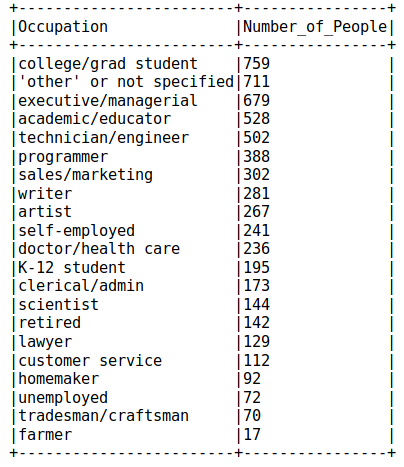 +------------------------+----------------+
|Occupation              |Number_of_People|
+------------------------+----------------+
|college/grad student    |759             |
|'other' or not specified|711             |
|executive/managerial    |679             |
|academic/educator       |528             |
|technician/engineer     |502             |
|programmer              |388             |
|sales/marketing         |302             |
|writer                  |281             |
|artist                  |267             |
|self-employed           |241             |
|doctor/health care      |236             |
|K-12 student            |195             |
|clerical/admin          |173             |
|scientist               |144             |
|retired                 |142             |
|lawyer                  |129             |
|customer service        |112             |
|homemaker               |92              |
|unemployed              |72              |
|tradesman/craftsman     |70              |
|farmer                  |17              |
+------------------------+----------------+